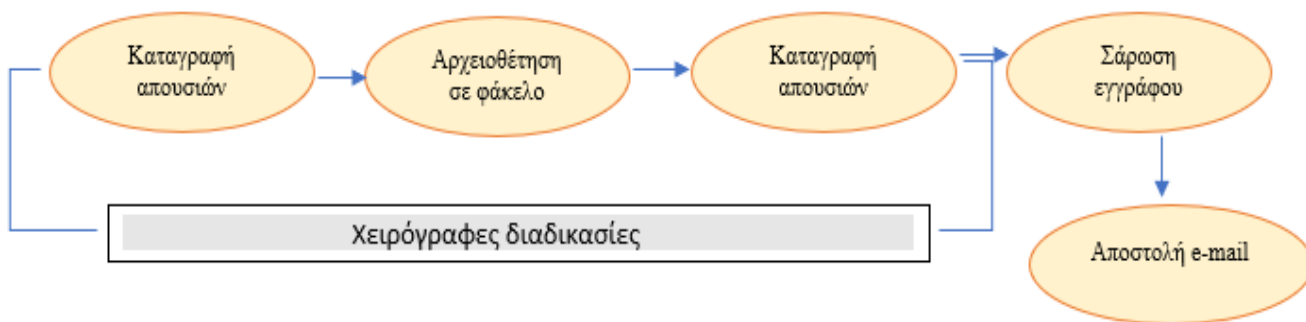 Καταγραφή
απουσιών
Αρχειοθέτηση
σε φάκελο
Καταγραφή
απουσιών
Σάρωση
εγγράφου
Χειρόγραφες διαδικασίες
Αποστολή e-mail